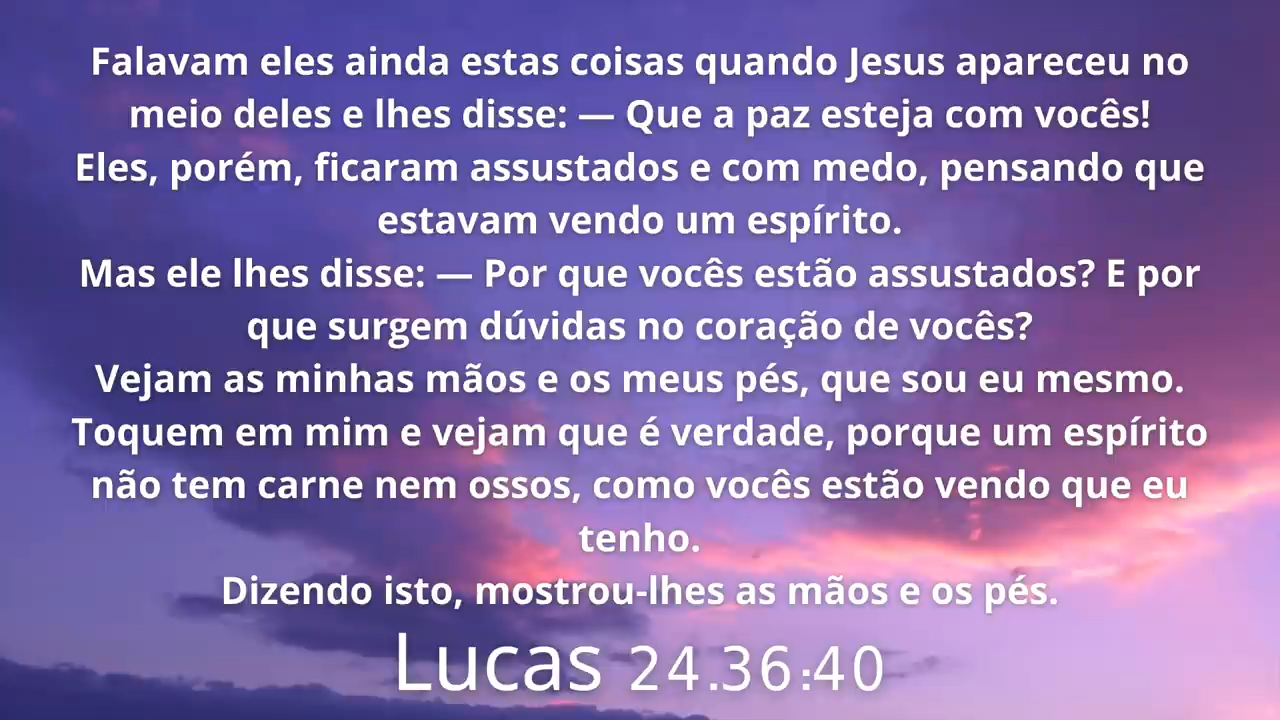 Falavam eles ainda estas coisas quando Jesus apareceu no
meio deles e lhes disse: — Que a paz esteja com vocês!
Eles, porém, ficaram assustados e com medo, pensando que
estavam vendo um espírito.
Mas ele lhes disse: — Por que vocês estão assustados? E por
que surgem dúvidas no coração de vocês?
Vejam as minhas mãos e os meus pés, que sou eu mesmo.
Toquem em mim e vejam que é verdade, porque um espírito
não tem carne nem ossos, como vocês estão vendo que eu
tenho.
Dizendo isto, mostrou-lhes as mãos e os pés.
Lucas 24.36:40